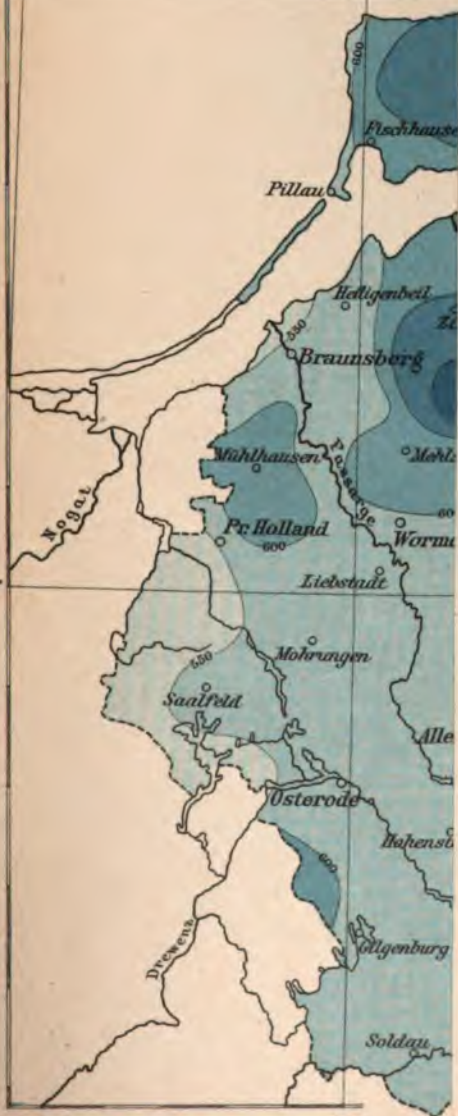 600
Fischhause
Pillau
Heiligenbeil
550
Braunsberg
Mühlhausen
Passarge
Mehls
Nogat
Pr. Holland
600
60
Worm
Liebstadt
550
Mohrungen
Saalfeld
Alle
Osterode
Hohenst
600
Gilgenburg
Drewenz
Soldau